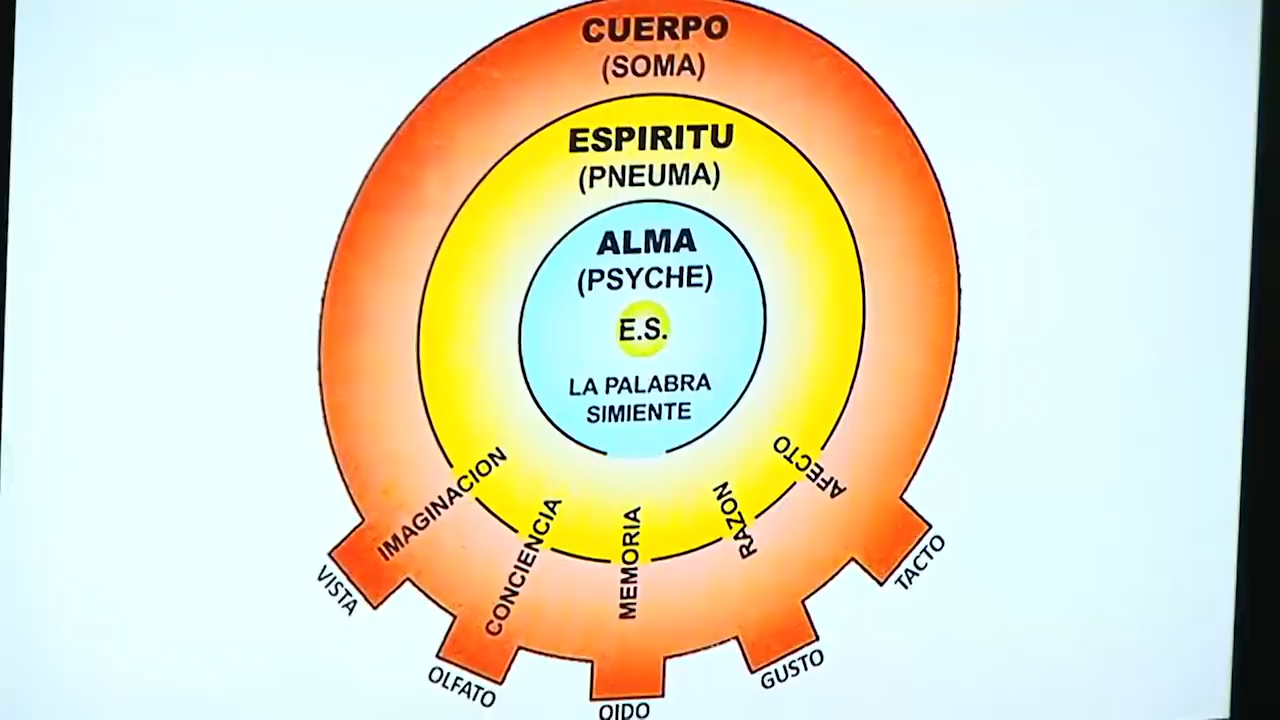 CUERPO
(SOMA)
ESPIRITU
(PNEUMA)
ALMA
(PSYCHE)
E.S.
LA PALABRA
SIMIENTE
IMAGINACION
CONCIENCIA
MEMORIA
RAZON
AFECTO
VISTA
OLFATO
OIDO
GUSTO
TACTO